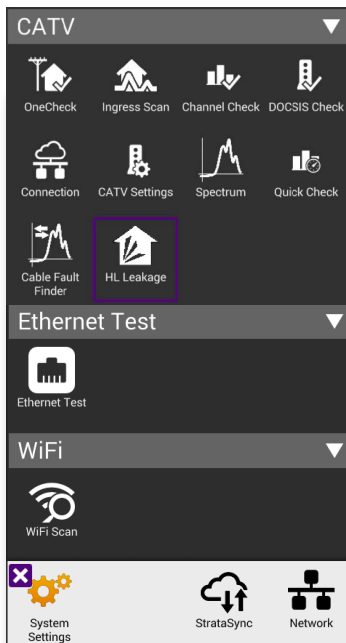 CATV
OneCheck
Ingress Scan
Channel Check
DOCSIS Check
Connection
CATV Settings
Spectrum
Quick Check
Cable Fault
Finder
HL Leakage
Ethernet Test
Ethernet Test
WiFi
WiFi Scan
System
Settings
StrataSync
Network